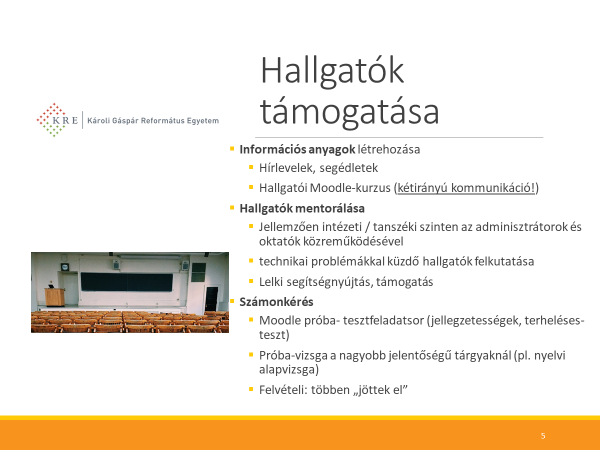 Hallgatók
támogatása
KRE Károli Gáspár Református Egyetem
Információs anyagok létrehozása
Hírlevelek, segédletek
Hallgatói Moodle-kurzus (kétirányú kommunikáció!)
Hallgatók mentorálása
Jellemzően intézeti / tanszéki szinten az adminisztrátorok és
oktatók közreműködésével
technikai problémákkal küzdő hallgatók felkutatása
Lelki segítségnyújtás, támogatás
Számonkérés
Moodle próba- tesztfeladatsor (jellegzetességek, terheléses-
teszt)
Próba-vizsga a nagyobb jelentőségű tárgyaknál (pl. nyelvi
alapvizsga)
Felvételi: többen „jöttek el”
5